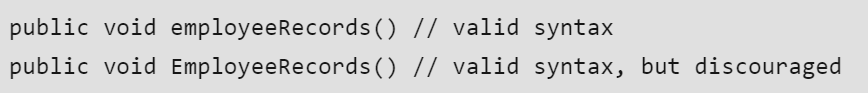 public void employeeRecords() // valid syntax
public void EmployeeRecords() // valid syntax, but discouraged